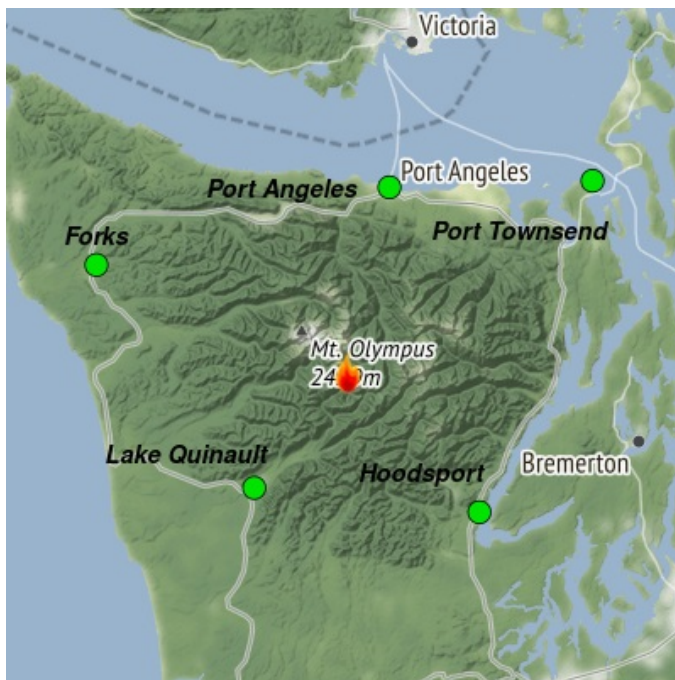 Victoria
Port Angeles
Port Angeles
Forks
Port Townsend
Mt. Olympus
Lake Quinault
Hoodsport
Bremerton